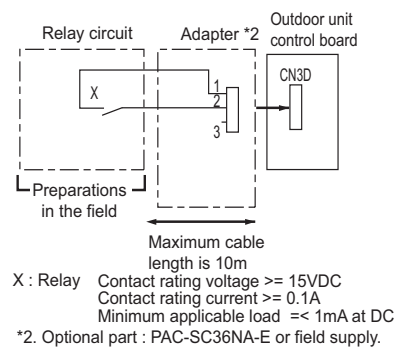 Relay circuit
Adapter *2
Outdoor unit
control board
CN3D
X
1
2
3
Preparations
in the field
Maximum cable
length is 10m
X : Relay Contact rating voltage >= 15VDC
Contact rating current >= 0.1A
Minimum applicable load =< 1mA at DC
*2. Optional part : PAC-SC36NA-E or field supply.